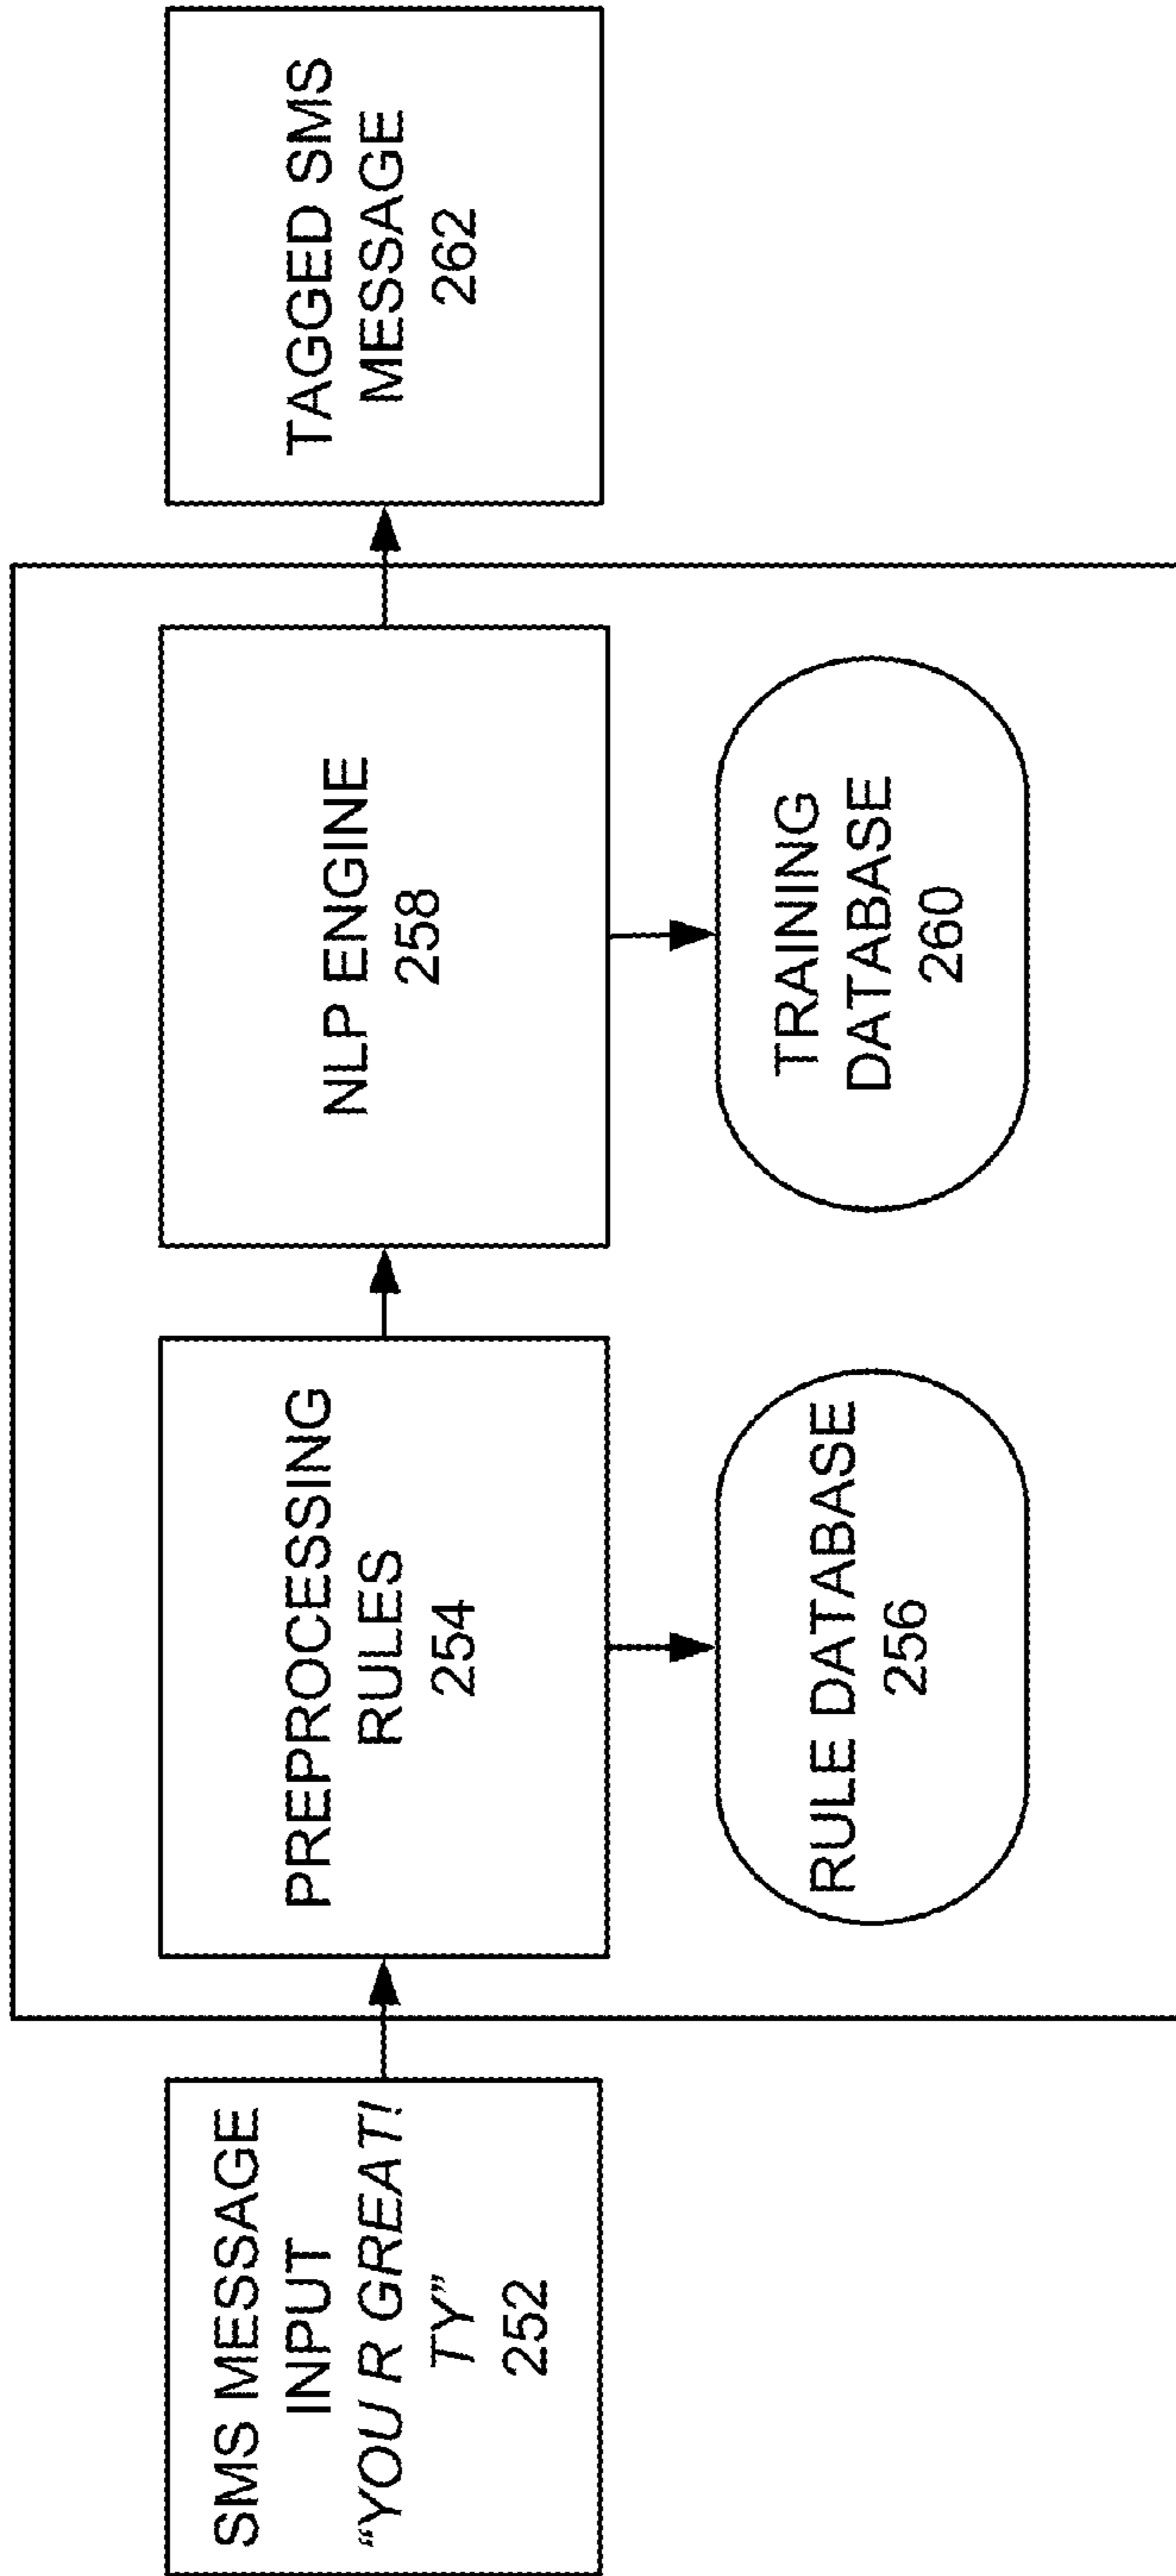 SMS MESSAGE
INPUT
“YOU R GREAT!
TY”
252
PREPROCESSING
RULES
254
RULE DATABASE
256
NLP ENGINE
258
TRAINING
DATABASE
260
TAGGED SMS
MESSAGE
262